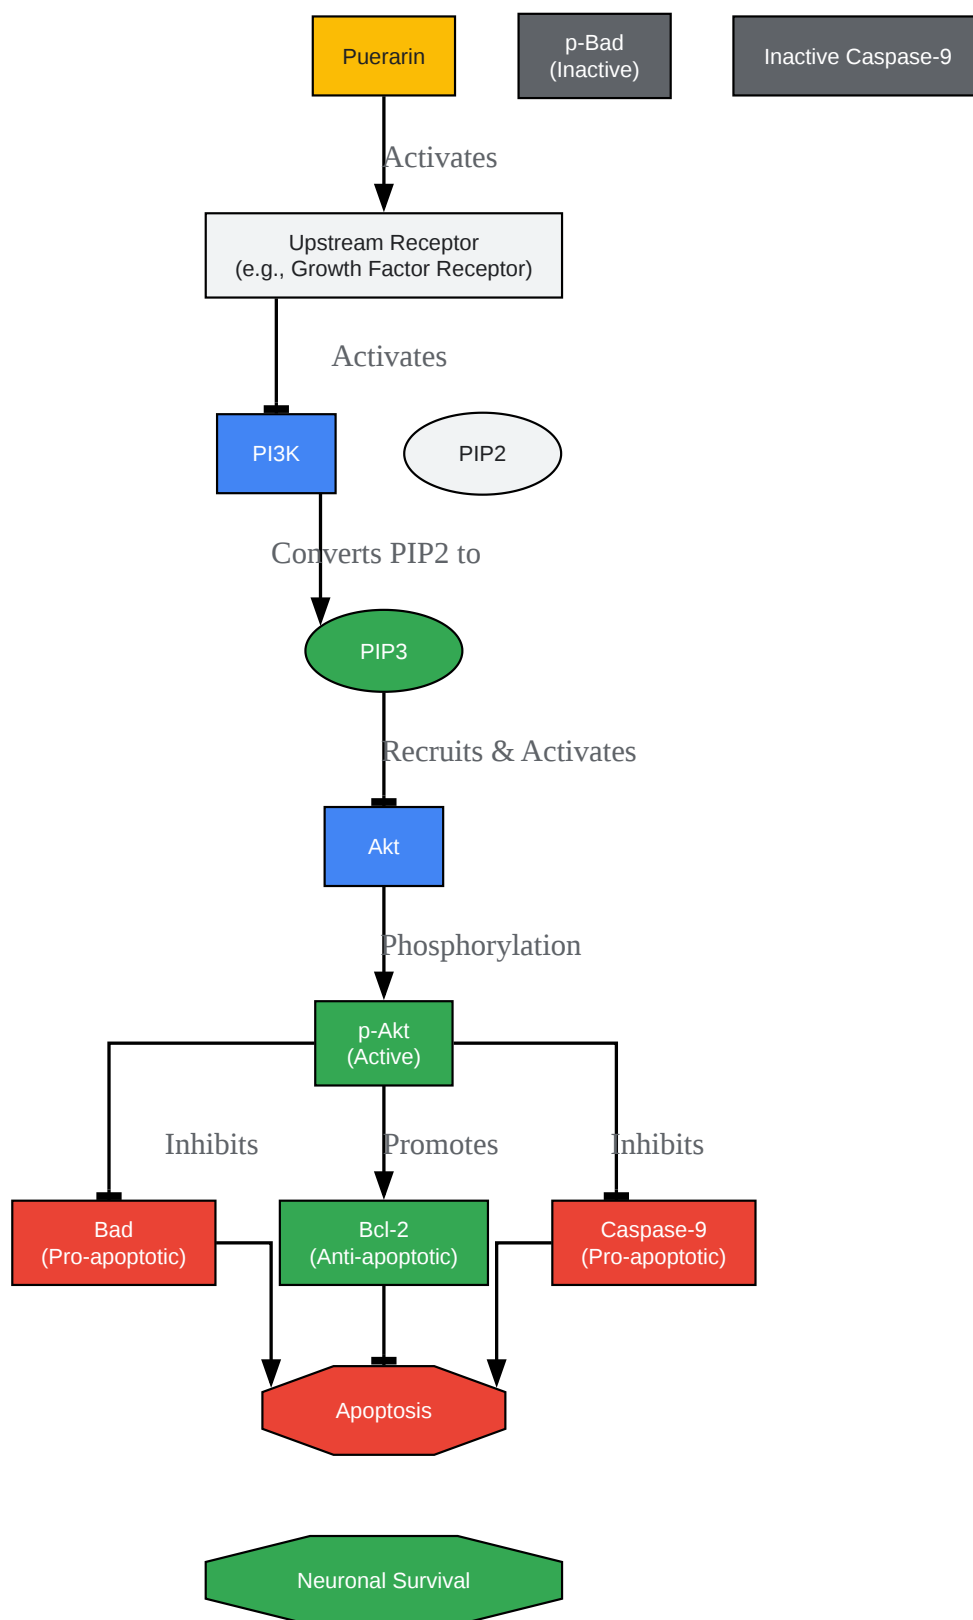 Puerarin
p-Bad
(Inactive)
Inactive Caspase-9
Activates
Upstream Receptor
(e.g., Growth Factor Receptor)
Activates
PI3K
PIP2
Converts PIP2 to
PIP3
Recruits & Activates
Akt
Phosphorylation
p-Akt
(Active)
Inhibits
Promotes
Inhibits
Bad
(Pro-apoptotic)
Bcl-2
(Anti-apoptotic)
Caspase-9
(Pro-apoptotic)
Apoptosis
Neuronal Survival